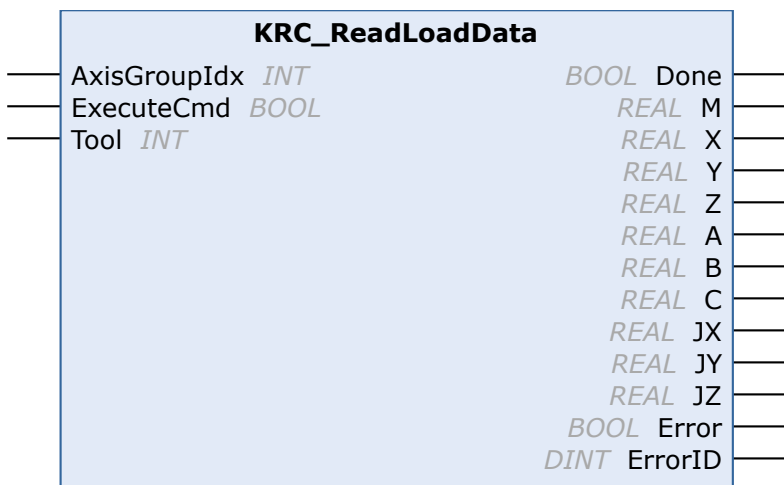 KRC_ReadLoadData
AxisGroupIdx INT BOOL Done
ExecuteCmd BOOL REAL M
Tool INT REAL X
REAL Y
REAL Z
REAL A
REAL B
REAL C
REAL JX
REAL JY
REAL JZ
BOOL Error
DINT ErrorID